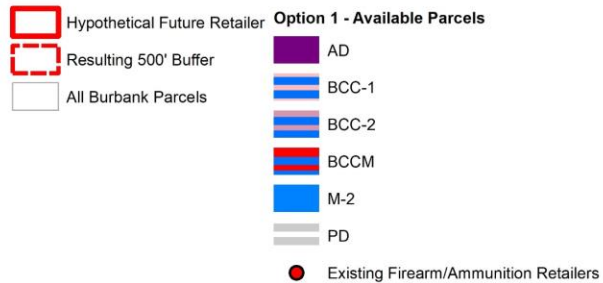 Hypothetical Future Retailer
Resulting 500' Buffer
All Burbank Parcels
Option 1 - Available Parcels
AD
BCC-1
BCC-2
BCCM
M-2
PD
Existing Firearm/Ammunition Retailers